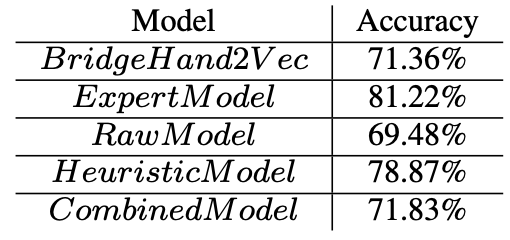 Model Accuracy
BridgeHand2Vec 71.36%
ExpertModel 81.22%
RawModel 69.48%
HeuristicModel 78.87%
CombinedModel 71.83%